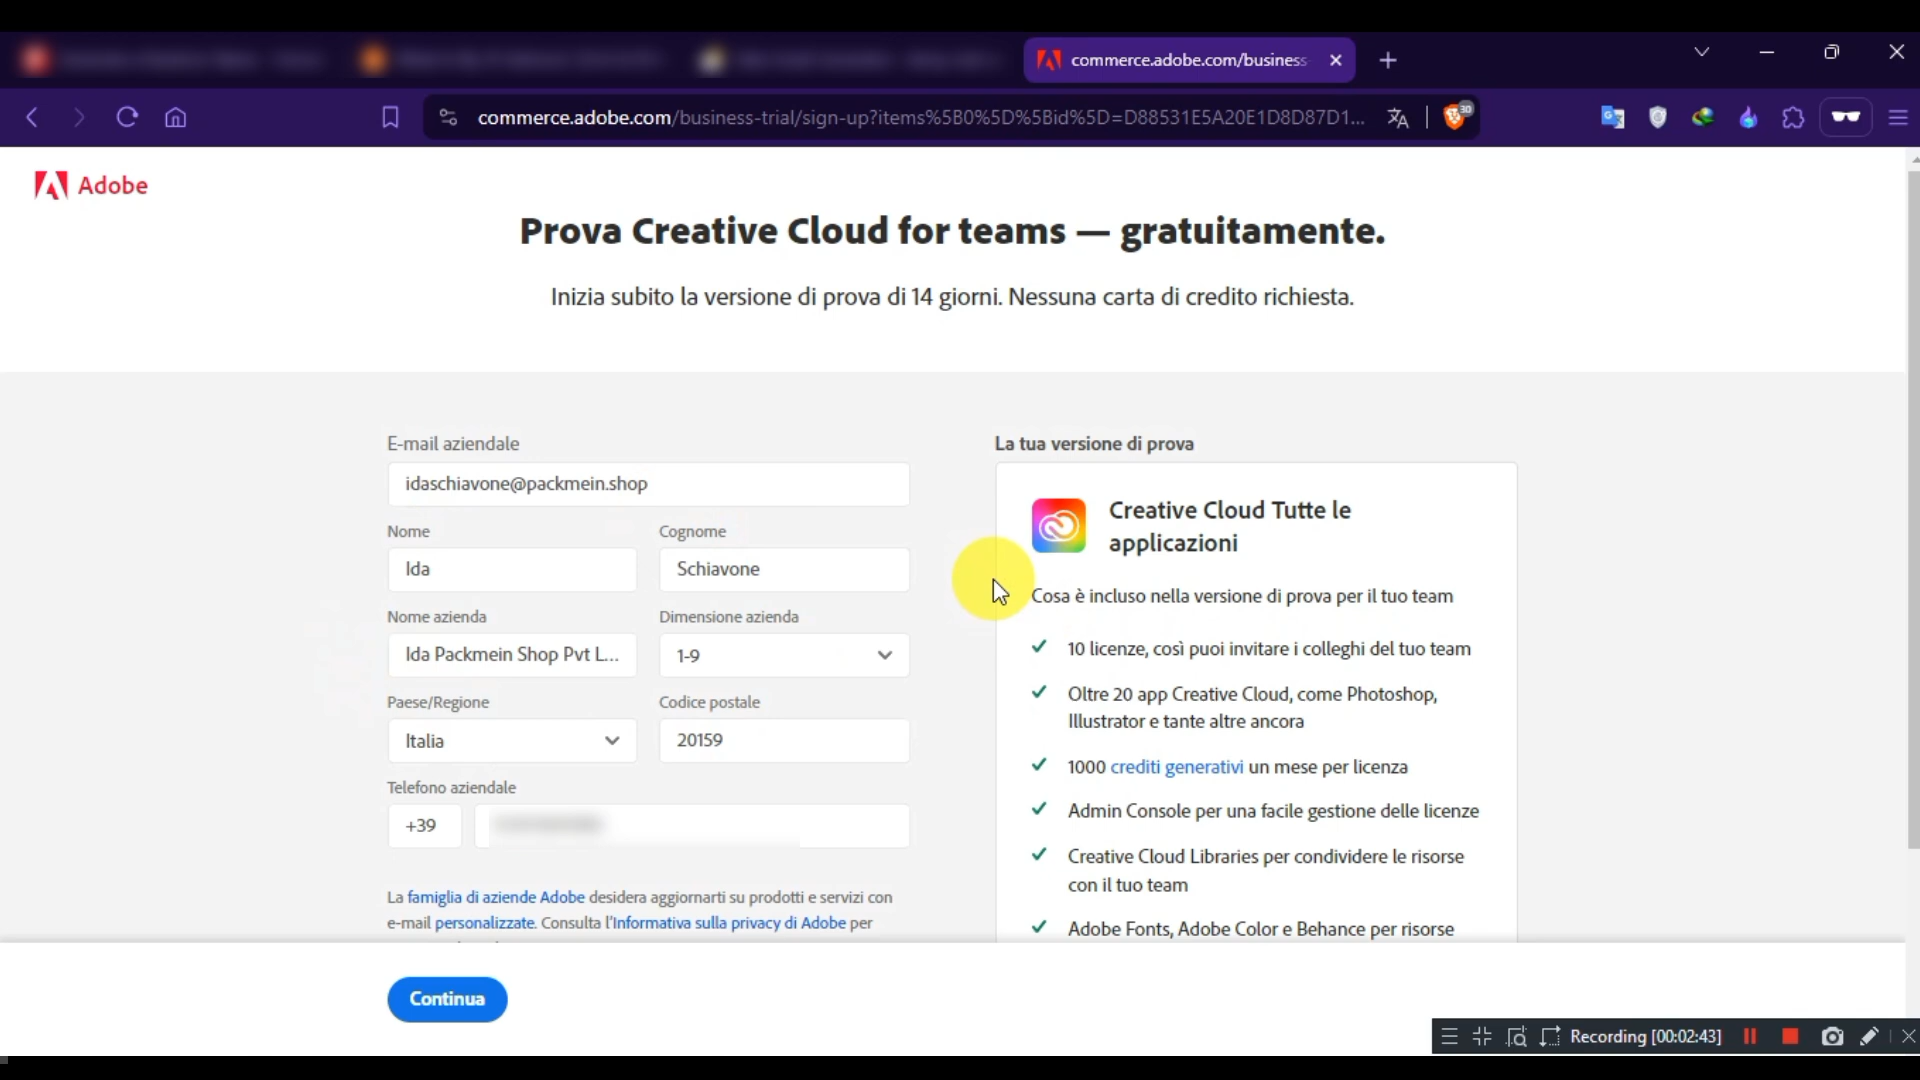 commerce.adobe.com/business
commerce.adobe.com/business-trial/sign-up?items%5B0%5D%5Bid%5D=D88531E5A20E1D8D87D1...
30
Adobe
Prova Creative Cloud for teams — gratuitamente.
Inizia subito la versione di prova di 14 giorni. Nessuna carta di credito richiesta.
E-mail aziendale
idaschiavone@packmein.shop
Nome
Cognome
Ida
Schiavone
Nome azienda
Dimensione azienda
Ida Packmein Shop Pvt L...
1-9
Paese/Regione
Codice postale
Italia
20159
Telefono aziendale
+39
La famiglia di aziende Adobe desidera aggiornarti su prodotti e servizi con
e-mail personalizzate. Consulta l'Informativa sulla privacy di Adobe per
La tua versione di prova
Creative Cloud Tutte le
applicazioni
Cosa è incluso nella versione di prova per il tuo team
10 licenze, così puoi invitare i colleghi del tuo team
Oltre 20 app Creative Cloud, come Photoshop,
Illustrator e tante altre ancora
1000 crediti generativi un mese per licenza
Admin Console per una facile gestione delle licenze
Creative Cloud Libraries per condividere le risorse
con il tuo team
Adobe Fonts, Adobe Color e Behance per risorse
Continua
Recording [00:02:43]